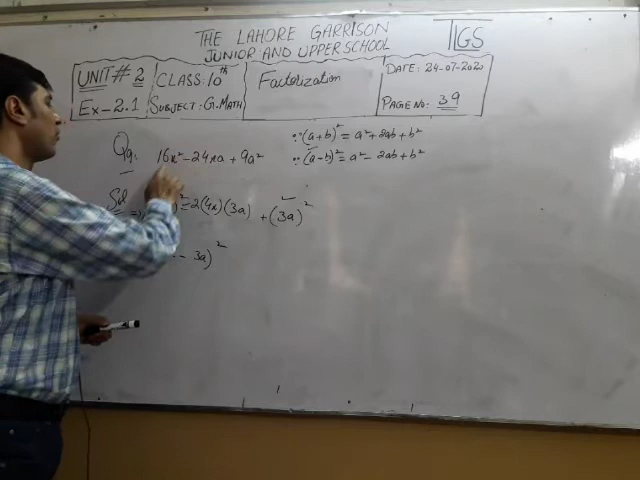 THE LAHORE GARRISON
JUNIOR AND UPPER SCHOOL
LGS
UNIT # 2
Ex-2.1
CLASS: 10th
SUBJECT: G.MATH
Factorization
DATE: 24-07-2020
PAGE NO: 39
∵ (a+b)² = a² + 2ab + b²
∵ (a-b)² = a² - 2ab + b²
Q9: 16x² - 24xa + 9a²
Sol
² - 2(4x)(3a) + (3a)²
- 3a)²